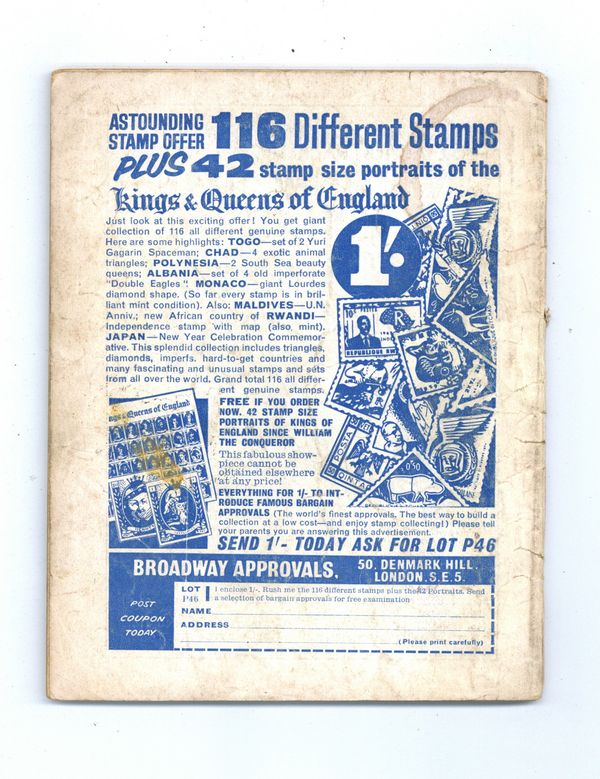 ASTOUNDING STAMP OFFER 116 Different Stamps
PLUS 42 stamp size portraits of the
Kings & Queens of England
Just look at this exciting offer! You get giant
collection of 116 all different genuine stamps.
Here are some highlights: TOGO—set of 2 Yuri
Gagarin Spaceman; CHAD—4 exotic animal
triangles; POLYNESIA—2 South Sea beauty
queens; ALBANIA—set of 4 old imperforate
"Double Eagles"! MONACO—giant Lourdes
diamond shape. (So far every stamp is in bril-
liant mint condition). Also: MALDIVES—U.N.
Anniv.; new African country of RWANDI—
Independence stamp with map (also mint).
JAPAN—New Year Celebration Commemor-
ative. This splendid collection includes triangles,
diamonds, imperfs. hard-to-get countries and
many fascinating and unusual stamps and sets
from all over the world. Grand total 116 all differ-
ent genuine stamps.
1/-
10c
REPUBLIQUE RW
POSTA
0·50
Kings & Queens of England
FREE IF YOU ORDER
NOW. 42 STAMP SIZE
PORTRAITS OF KINGS OF
ENGLAND SINCE WILLIAM
THE CONQUEROR
This fabulous show-
piece cannot be
obtained elsewhere
at any price!
EVERYTHING FOR 1/- TO INT-
RODUCE FAMOUS BARGAIN
APPROVALS (The world's finest approvals. The best way to build a
collection at a low cost—and enjoy stamp collecting!) Please tell
your parents you are answering this advertisement.
SEND 1/- TODAY ASK FOR LOT P46
BROADWAY APPROVALS, 50, DENMARK HILL, LONDON, S.E.5.
POST
COUPON
TODAY
LOT P46
I enclose 1/-. Rush me the 116 different stamps plus the 42 Portraits. Send
a selection of bargain approvals for free examination
NAME
ADDRESS
(Please print carefully)